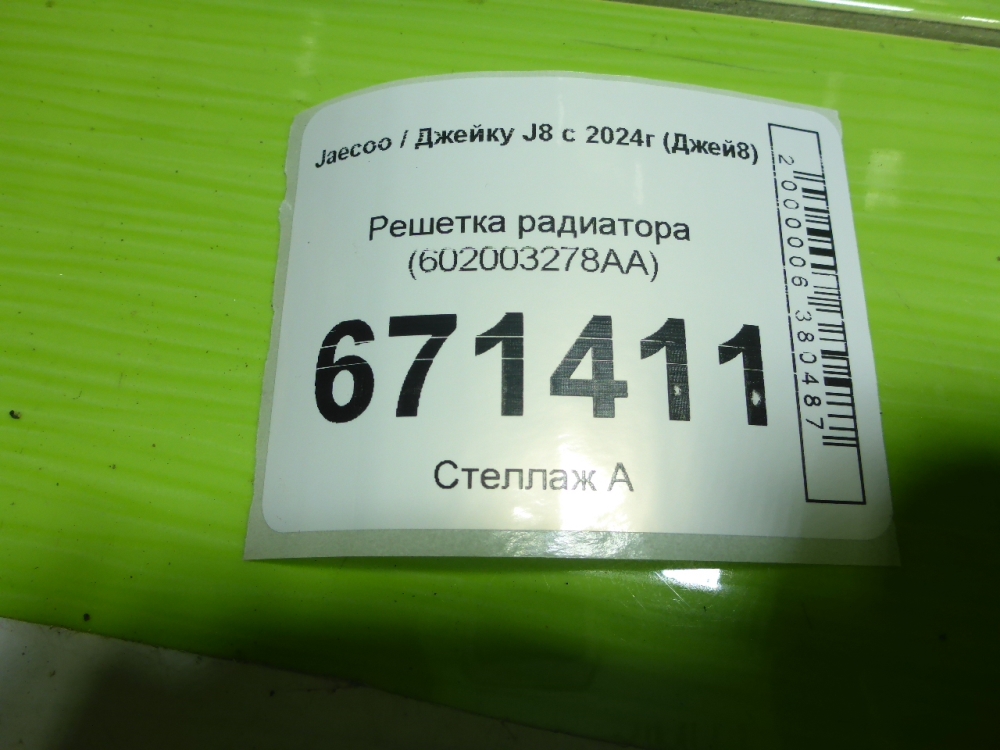 Jaecoo / Джейку J8 с 2024г (Джей8)
Решетка радиатора
(602003278AA)
671411
Стеллаж А
2000006380487